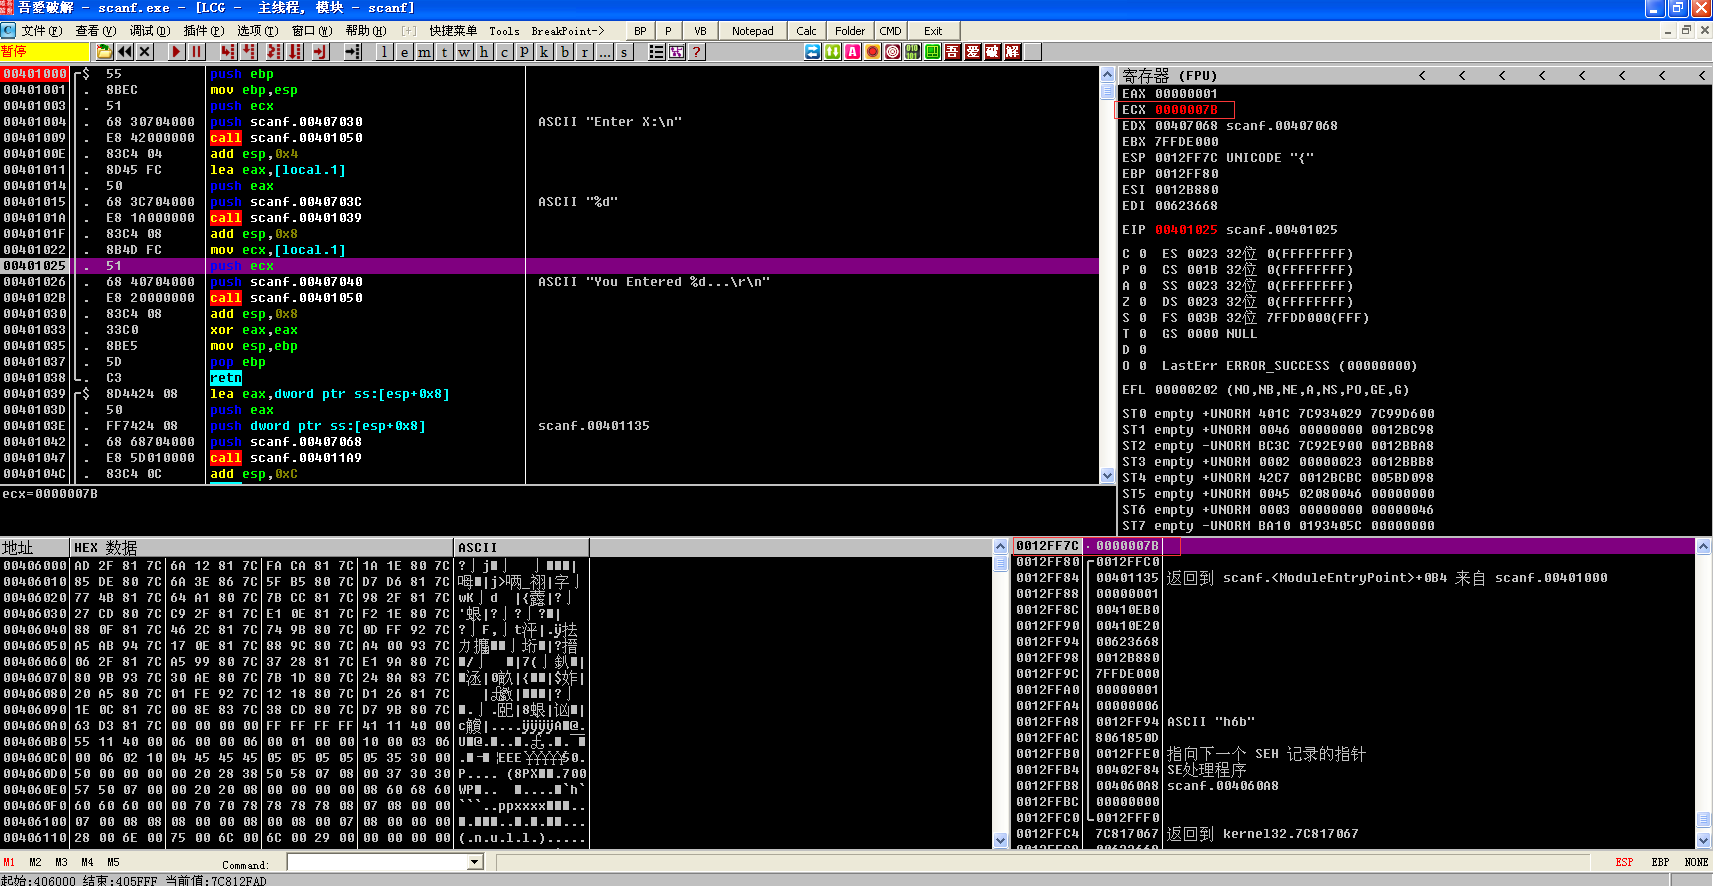 吾愛破解 - scanf.exe - [LCG -  主线程, 模块 - scanf]
文件(F) 查看(V) 调试(D) 插件(P) 选项(T) 窗口(W) 帮助(H) [+] 快捷菜单 Tools BreakPoint-> BP P VB Notepad Calc Folder CMD Exit
暂停 l e m t w h c p k b r ... s ? 吾 爱 破 解
00401000 $ 55 push ebp
00401001 . 8BEC mov ebp,esp
00401003 . 51 push ecx
00401004 . 68 30704000 push scanf.00407030 ASCII "Enter X:\n"
00401009 . E8 42000000 call scanf.00401050
0040100E . 83C4 04 add esp,0x4
00401011 . 8D45 FC lea eax,[local.1]
00401014 . 50 push eax
00401015 . 68 3C704000 push scanf.0040703C ASCII "%d"
0040101A . E8 1A000000 call scanf.00401039
0040101F . 83C4 08 add esp,0x8
00401022 . 8B4D FC mov ecx,[local.1]
00401025 . 51 push ecx
00401026 . 68 40704000 push scanf.00407040 ASCII "You Entered %d...\r\n"
0040102B . E8 20000000 call scanf.00401050
00401030 . 83C4 08 add esp,0x8
00401033 . 33C0 xor eax,eax
00401035 . 8BE5 mov esp,ebp
00401037 . 5D pop ebp
00401038 . C3 retn
00401039 $ 8D4424 08 lea eax,dword ptr ss:[esp+0x8]
0040103D . 50 push eax
0040103E . FF7424 08 push dword ptr ss:[esp+0x8] scanf.00401135
00401042 . 68 68704000 push scanf.00407068
00401047 . E8 5D010000 call scanf.004011A9
0040104C . 83C4 0C add esp,0xC
ecx=0000007B
寄存器 (FPU) < < < < < < < <
EAX 00000001
ECX 0000007B
EDX 00407068 scanf.00407068
EBX 7FFDE000
ESP 0012FF7C UNICODE "{"
EBP 0012FF80
ESI 0012B880
EDI 00623668
EIP 00401025 scanf.00401025
C 0 ES 0023 32位 0(FFFFFFFF)
P 0 CS 001B 32位 0(FFFFFFFF)
A 0 SS 0023 32位 0(FFFFFFFF)
Z 0 DS 0023 32位 0(FFFFFFFF)
S 0 FS 003B 32位 7FFDD000(FFF)
T 0 GS 0000 NULL
D 0
O 0 LastErr ERROR_SUCCESS (00000000)
EFL 00000202 (NO,NB,NE,A,NS,PO,GE,G)
ST0 empty +UNORM 401C 7C934029 7C99D600
ST1 empty +UNORM 0046 00000000 0012BC98
ST2 empty -UNORM BC3C 7C92E900 0012BBA8
ST3 empty +UNORM 0002 00000023 0012BBB8
ST4 empty +UNORM 42C7 0012BCBC 005BD098
ST5 empty +UNORM 0045 02080046 00000000
ST6 empty +UNORM 0003 00000000 00000046
ST7 empty -UNORM BA10 0193405C 00000000
地址 HEX 数据 ASCII
00406000 AD 2F 81 7C 6A 12 81 7C FA CA 81 7C 1A 1E 80 7C
00406010 85 DE 80 7C 6A 3E 86 7C 5F B5 80 7C D7 D6 81 7C
00406020 77 4B 81 7C 64 A1 80 7C 7B CC 81 7C 98 2F 81 7C
00406030 27 CD 80 7C C9 2F 81 7C E1 0E 81 7C F2 1E 80 7C
00406040 88 0F 81 7C 46 2C 81 7C 74 9B 80 7C 0D FF 92 7C
00406050 A5 AB 94 7C 17 0E 81 7C 88 9C 80 7C A4 00 93 7C
00406060 06 2F 81 7C A5 99 80 7C 37 28 81 7C E1 9A 80 7C
00406070 80 9B 93 7C 30 AE 80 7C 7B 1D 80 7C 24 8A 83 7C
00406080 20 A5 80 7C 01 FE 92 7C 12 18 80 7C D1 26 81 7C
00406090 1E 0C 81 7C 00 8E 83 7C 38 CD 80 7C D7 9B 80 7C
004060A0 63 D3 81 7C 00 00 00 00 FF FF FF FF 41 11 40 00
004060B0 55 11 40 00 06 00 00 06 00 01 00 00 10 00 03 06
004060C0 00 06 02 10 04 45 45 45 05 05 05 05 05 35 30 00
004060D0 50 00 00 00 00 20 28 38 50 58 07 08 00 37 30 30
004060E0 57 50 07 00 00 20 20 08 00 00 00 00 08 60 68 60
004060F0 60 60 60 00 00 70 70 78 78 78 78 08 07 08 00 00
00406100 07 00 08 08 08 00 00 08 00 08 00 07 08 00 00 00
00406110 28 00 6E 00 75 00 6C 00 6C 00 29 00 00 00 00 00 (.n.u.l.l.).....
0012FF7C 0000007B
0012FF80 0012FFC0
0012FF84 00401135 返回到 scanf.<ModuleEntryPoint>+0B4 来自 scanf.00401000
0012FF88 00000001
0012FF8C 00410EB0
0012FF90 00410E20
0012FF94 00623668
0012FF98 0012B880
0012FF9C 7FFDE000
0012FFA0 00000001
0012FFA4 00000006
0012FFA8 0012FF94 ASCII "h6b"
0012FFAC 8061850D
0012FFB0 0012FFE0 指向下一个 SEH 记录的指针
0012FFB4 00402F84 SE处理程序
0012FFB8 004060A8 scanf.004060A8
0012FFBC 00000000
0012FFC0 0012FFF0
0012FFC4 7C817067 返回到 kernel32.7C817067
M1 M2 M3 M4 M5 Command: ESP EBP NONE
起始:406000 结束:405FFF 当前值:7C812FAD